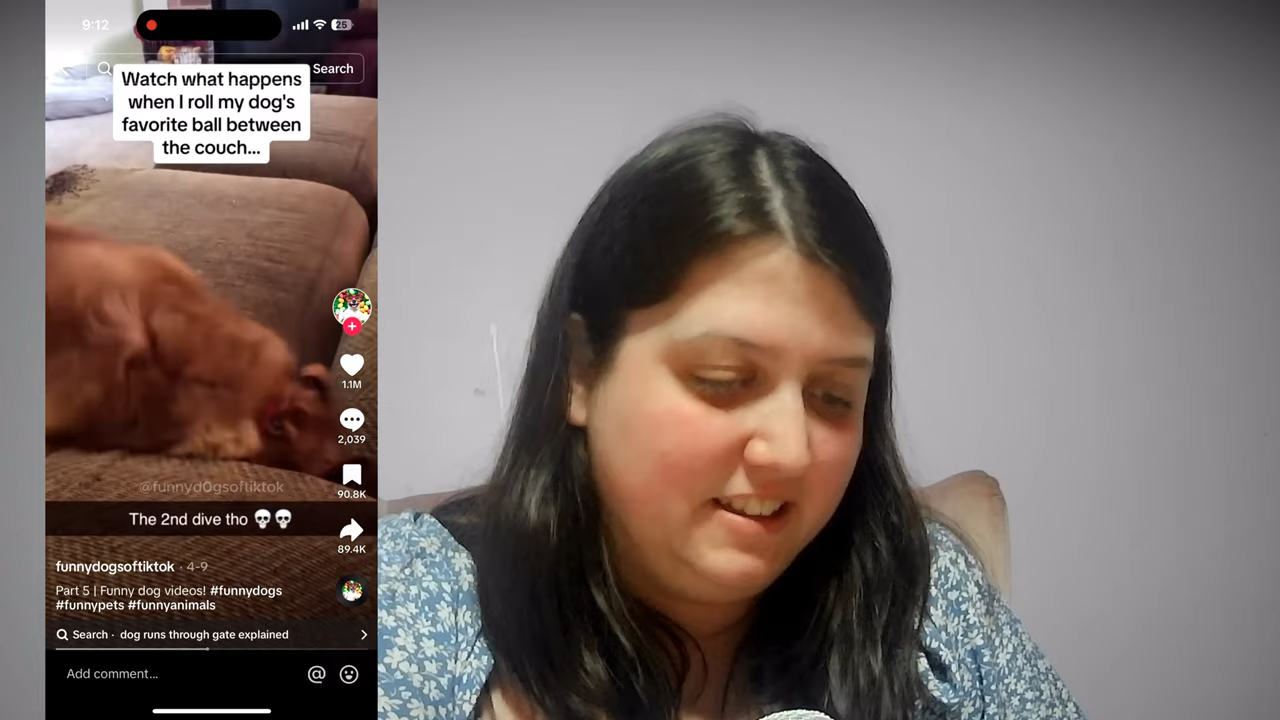 9:12
25
Search
Watch what happens
when I roll my dog's
favorite ball between
the couch...
1.1M
2,039
90.8K
@funnyd0gsoftiktok
The 2nd dive tho 💀💀
89.4K
funnydogsoftiktok · 4-9
Part 5 | Funny dog videos! #funnydogs
#funnypets #funnyanimals
Search · dog runs through gate explained
Add comment...